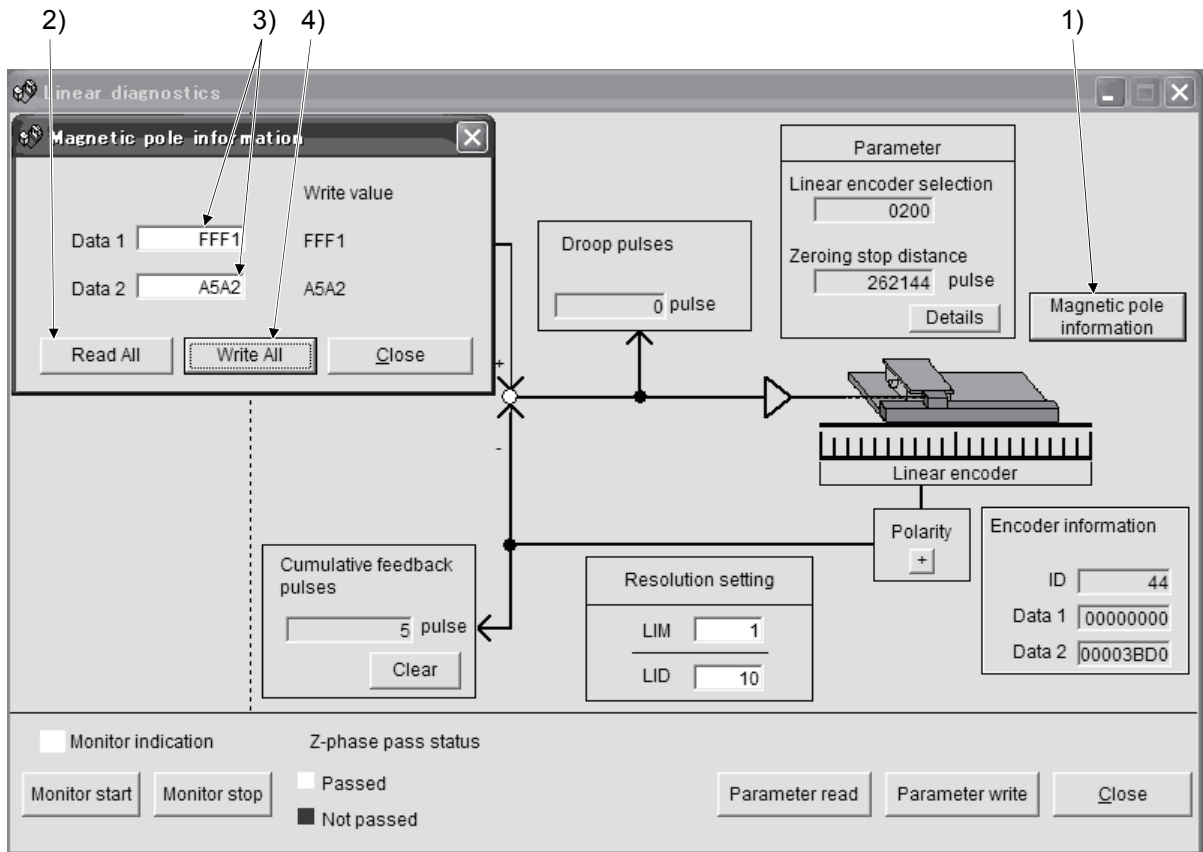 2)
3)
4)
1)
Linear diagnostics
Magnetic pole information
Write value
Data 1 FFF1 FFF1
Data 2 A5A2 A5A2
Read All Write All Close
Droop pulses
0 pulse
Parameter
Linear encoder selection
0200
Zeroing stop distance
262144 pulse
Details
Magnetic pole
information
+
-
Linear encoder
Polarity
+
Encoder information
ID 44
Data 1 00000000
Data 2 00003BD0
Cumulative feedback
pulses
5 pulse
Clear
Resolution setting
LIM 1
LID 10
Monitor indication
Monitor start Monitor stop
Z-phase pass status
Passed
Not passed
Parameter read Parameter write Close